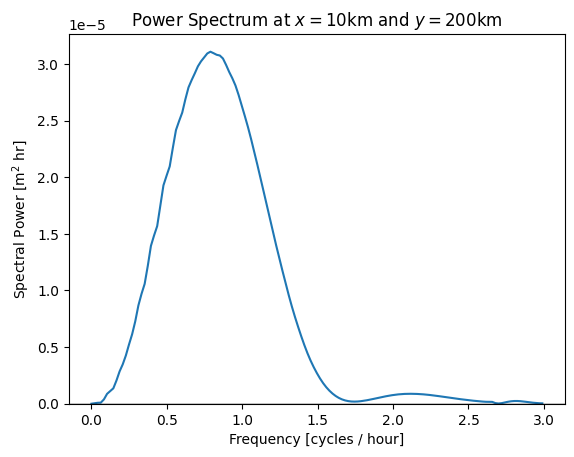 Power Spectrum at x = 10km and y = 200km
1e−5
3.0
2.5
2.0
1.5
1.0
0.5
0.0
Spectral Power [m² hr]
0.0 0.5 1.0 1.5 2.0 2.5 3.0
Frequency [cycles / hour]